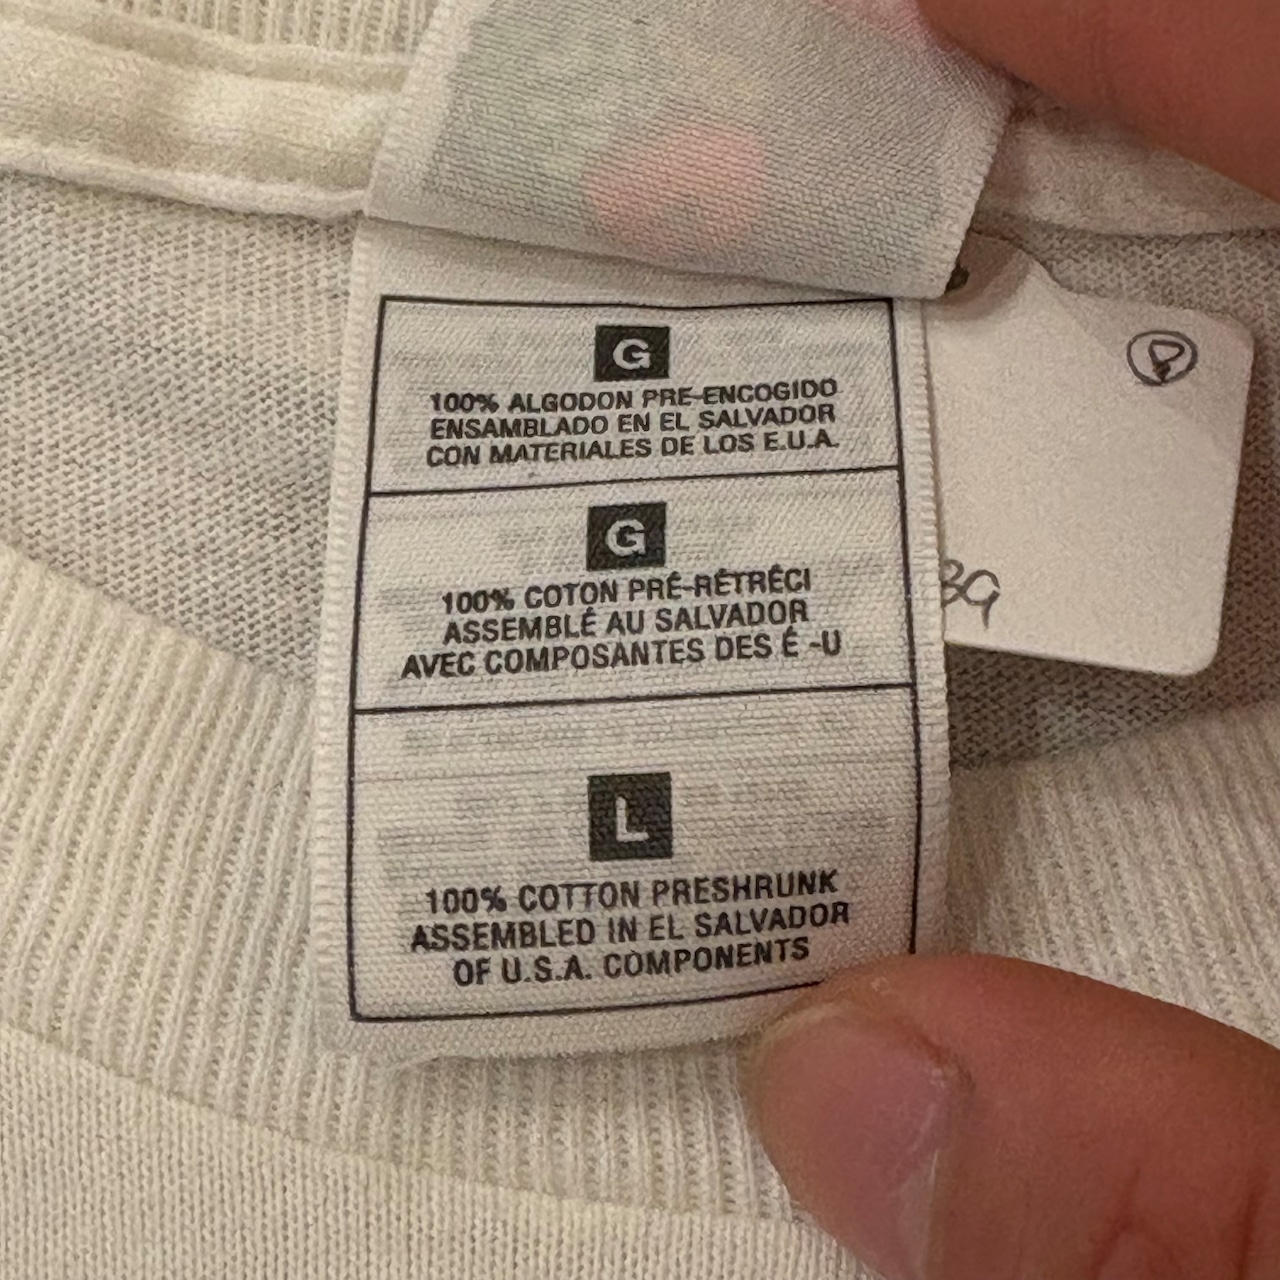 G
100% ALGODON PRE-ENCOGIDO
ENSAMBLADO EN EL SALVADOR
CON MATERIALES DE LOS E.U.A.
G
100% COTON PRÉ-RÉTRÉCI
ASSEMBLÉ AU SALVADOR
AVEC COMPOSANTES DES É -U
L
100% COTTON PRESHRUNK
ASSEMBLED IN EL SALVADOR
OF U.S.A. COMPONENTS